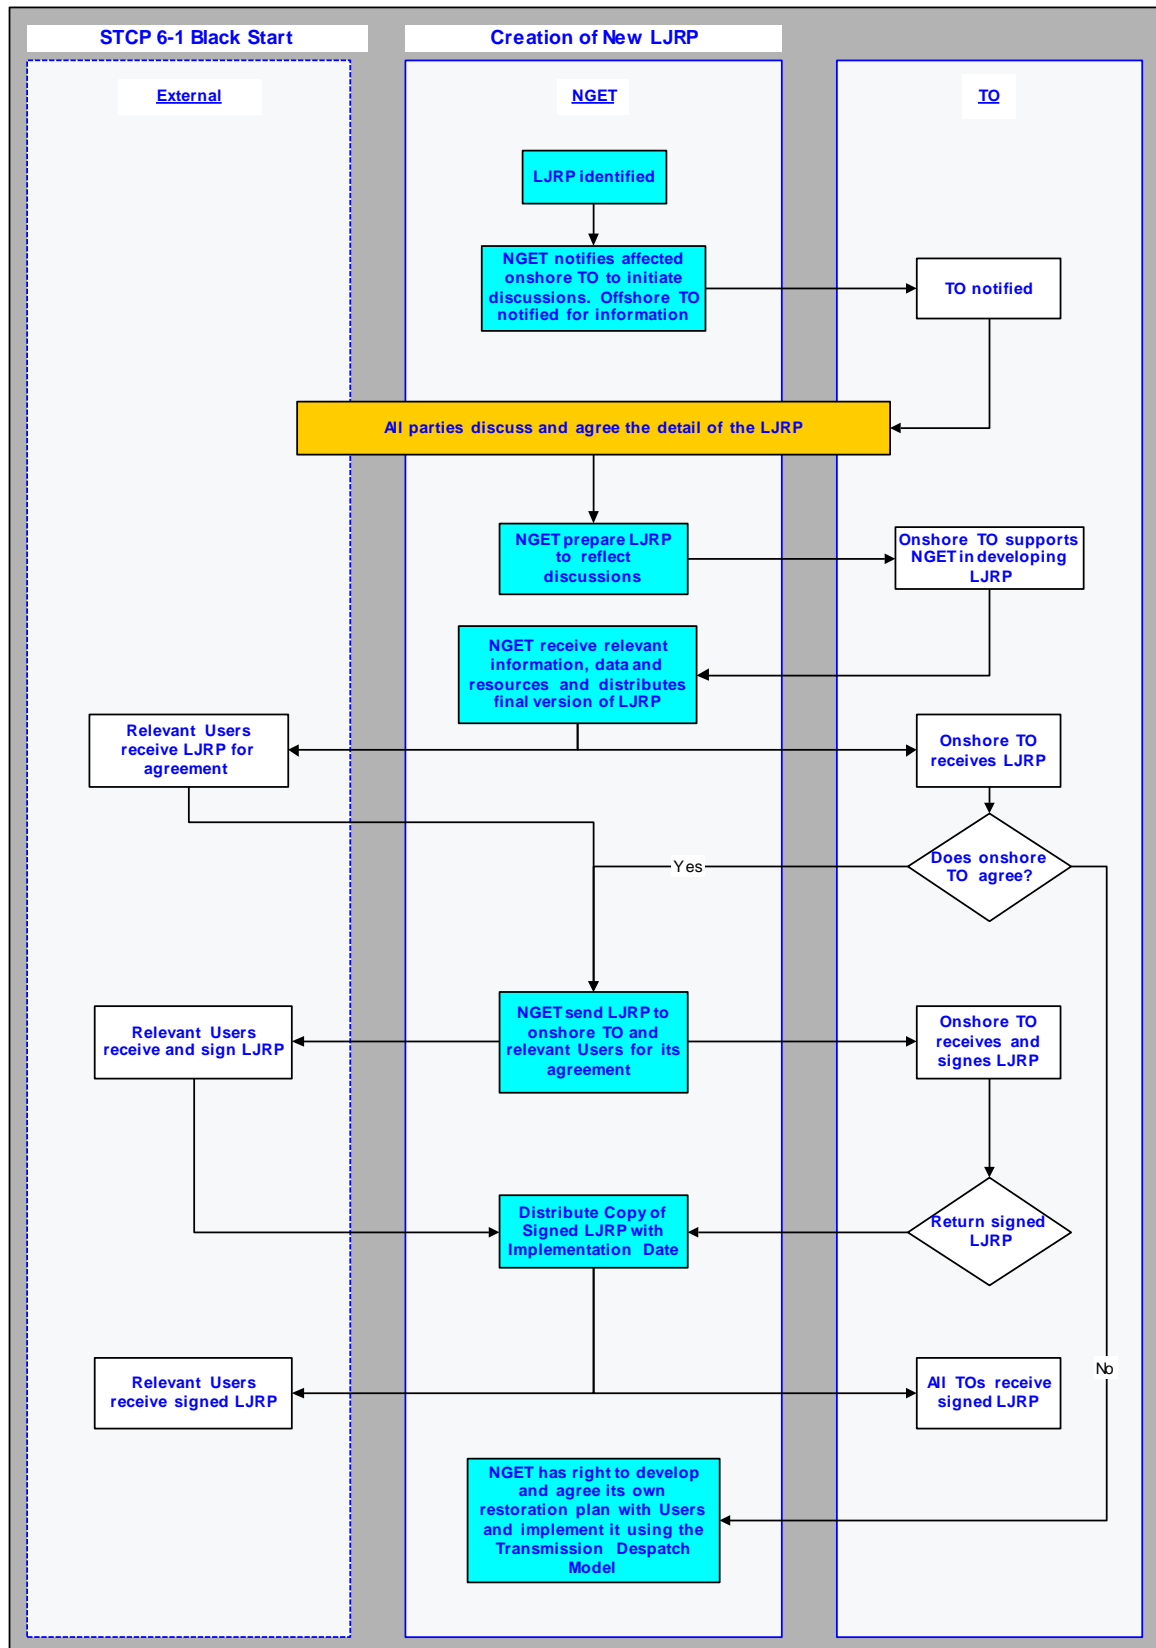 STCP 6-1 Black Start
Creation of New LJRP
External
NGET
TO
LJRP identified
NGET notifies affected
onshore TO to initiate
discussions. Offshore TO
notified for information
TO notified
All parties discuss and agree the detail of the LJRP
NGET prepare LJRP
to reflect
discussions
Onshore TO supports
NGET in developing
LJRP
NGET receive relevant
information, data and
resources and distributes
final version of LJRP
Relevant Users
receive LJRP for
agreement
Onshore TO
receives LJRP
Does onshore
TO agree?
Yes
NGET send LJRP to
onshore TO and
relevant Users for its
agreement
Relevant Users
receive and sign LJRP
Onshore TO
receives and
signes LJRP
Distribute Copy of
Signed LJRP with
Implementation Date
Return signed
LJRP
Relevant Users
receive signed LJRP
All TOs receive
signed LJRP
No
NGET has right to develop
and agree its own
restoration plan with Users
and implement it using the
Transmission Despatch
Model